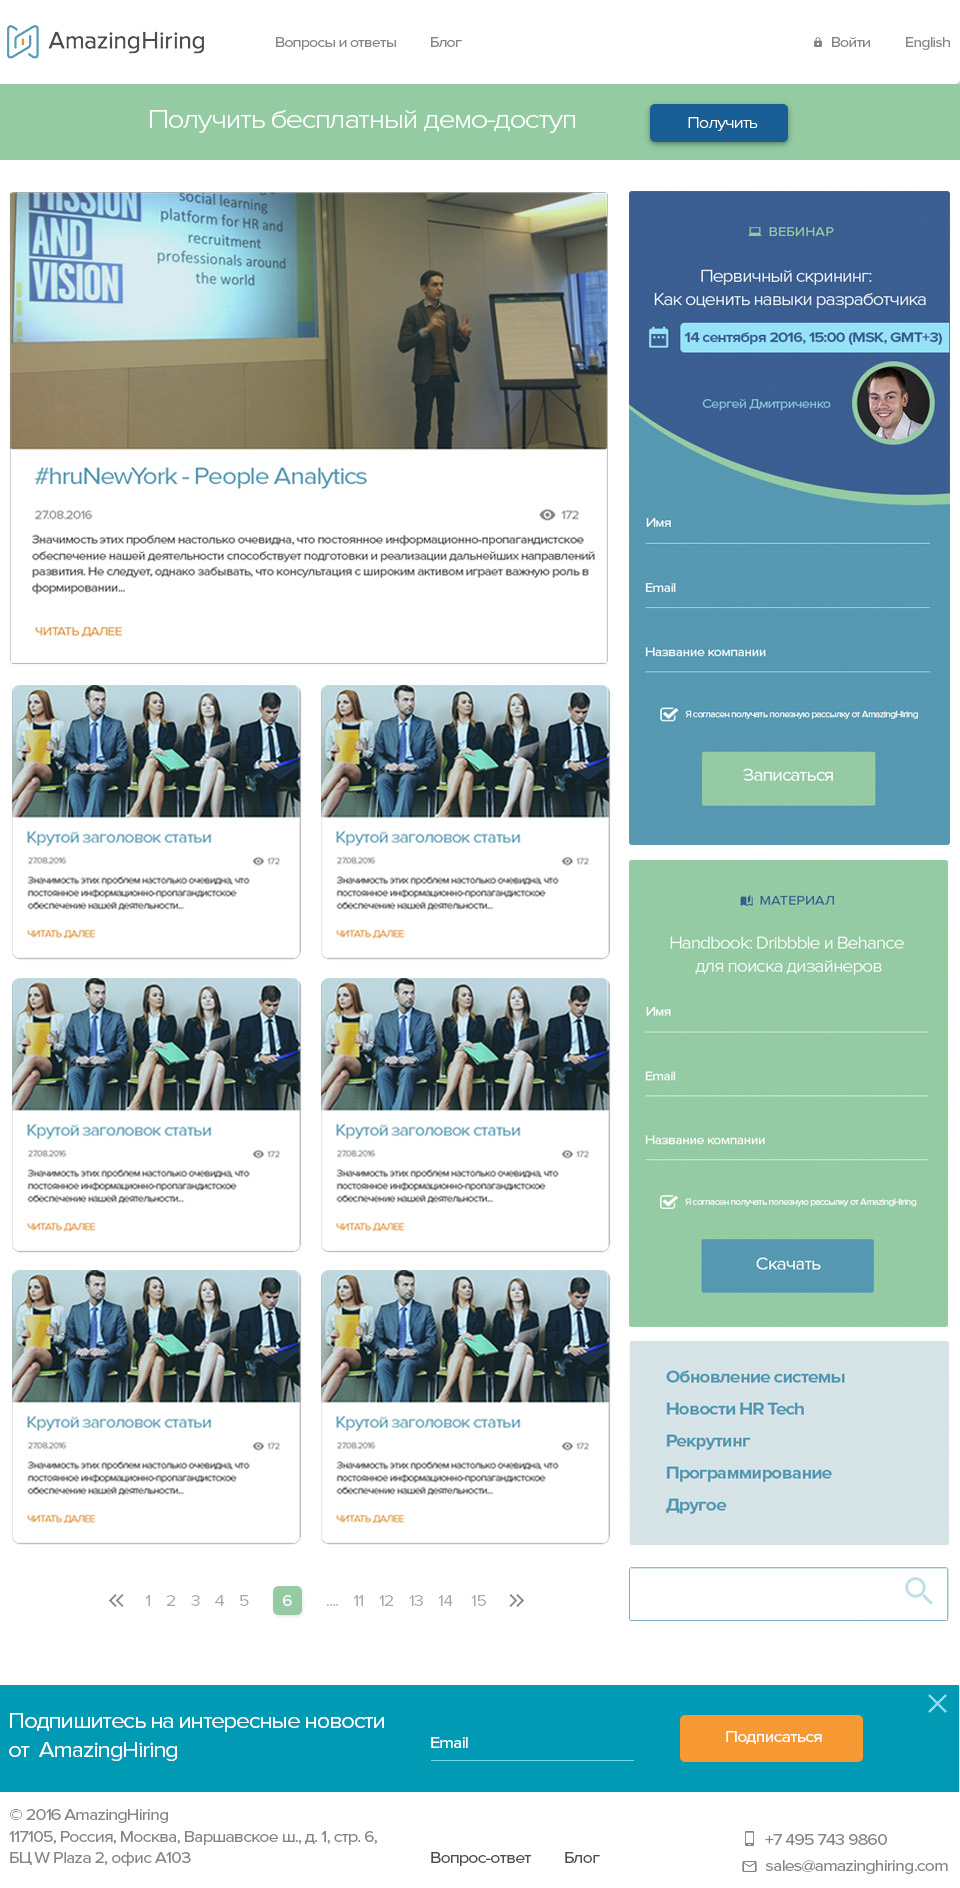 AmazingHiring
Вопросы и ответы
Блог
Войти
English
Получить бесплатный демо-доступ
Получить
MISSION
AND
VISION
social learning
platform for HR and
recruitment
professionals around
the world
#hruNewYork - People Analytics
27.08.2016
172
Значимость этих проблем настолько очевидна, что постоянное информационно-пропагандистское
обеспечение нашей деятельности способствует подготовки и реализации дальнейших направлений
развития. Не следует, однако забывать, что консультация с широким активом играет важную роль в
формировании...
ЧИТАТЬ ДАЛЕЕ
Крутой заголовок статьи
27.08.2016
172
Значимость этих проблем настолько очевидна, что
постоянное информационно-пропагандистское
обеспечение нашей деятельности...
ЧИТАТЬ ДАЛЕЕ
Крутой заголовок статьи
27.08.2016
172
Значимость этих проблем настолько очевидна, что
постоянное информационно-пропагандистское
обеспечение нашей деятельности...
ЧИТАТЬ ДАЛЕЕ
Крутой заголовок статьи
27.08.2016
172
Значимость этих проблем настолько очевидна, что
постоянное информационно-пропагандистское
обеспечение нашей деятельности...
ЧИТАТЬ ДАЛЕЕ
Крутой заголовок статьи
27.08.2016
172
Значимость этих проблем настолько очевидна, что
постоянное информационно-пропагандистское
обеспечение нашей деятельности...
ЧИТАТЬ ДАЛЕЕ
Крутой заголовок статьи
27.08.2016
172
Значимость этих проблем настолько очевидна, что
постоянное информационно-пропагандистское
обеспечение нашей деятельности...
ЧИТАТЬ ДАЛЕЕ
Крутой заголовок статьи
27.08.2016
172
Значимость этих проблем настолько очевидна, что
постоянное информационно-пропагандистское
обеспечение нашей деятельности...
ЧИТАТЬ ДАЛЕЕ
1 2 3 4 5 6 .... 11 12 13 14 15
ВЕБИНАР
Первичный скрининг:
Как оценить навыки разработчика
14 сентября 2016, 15:00 (MSK, GMT+3)
Сергей Дмитриченко
Имя
Email
Название компании
Я согласен получать полезную рассылку от AmazingHiring
Записаться
МАТЕРИАЛ
Handbook: Dribbble и Behance
для поиска дизайнеров
Имя
Email
Название компании
Я согласен получать полезную рассылку от AmazingHiring
Скачать
Обновление системы
Новости HR Tech
Рекрутинг
Программирование
Другое
Подпишитесь на интересные новости
от AmazingHiring
Email
Подписаться
© 2016 AmazingHiring
117105, Россия, Москва, Варшавское ш., д. 1, стр. 6,
БЦ W Plaza 2, офис А103
Вопрос-ответ
Блог
+7 495 743 9860
sales@amazinghiring.com